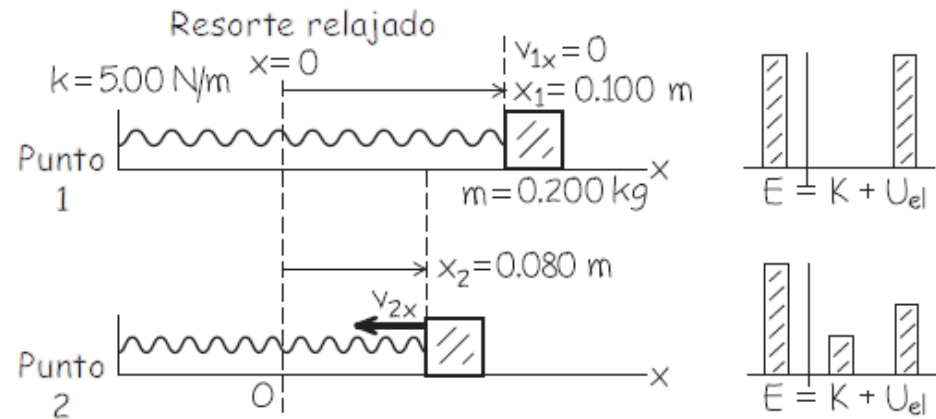 Resorte relajado
k=5.00 N/m
x=0
v₁ₓ=0
x₁=0.100 m
Punto
1
x
m=0.200 kg
E = K + Uₑₗ
x₂=0.080 m
v₂ₓ
Punto
2
0
x
E = K + Uₑₗ